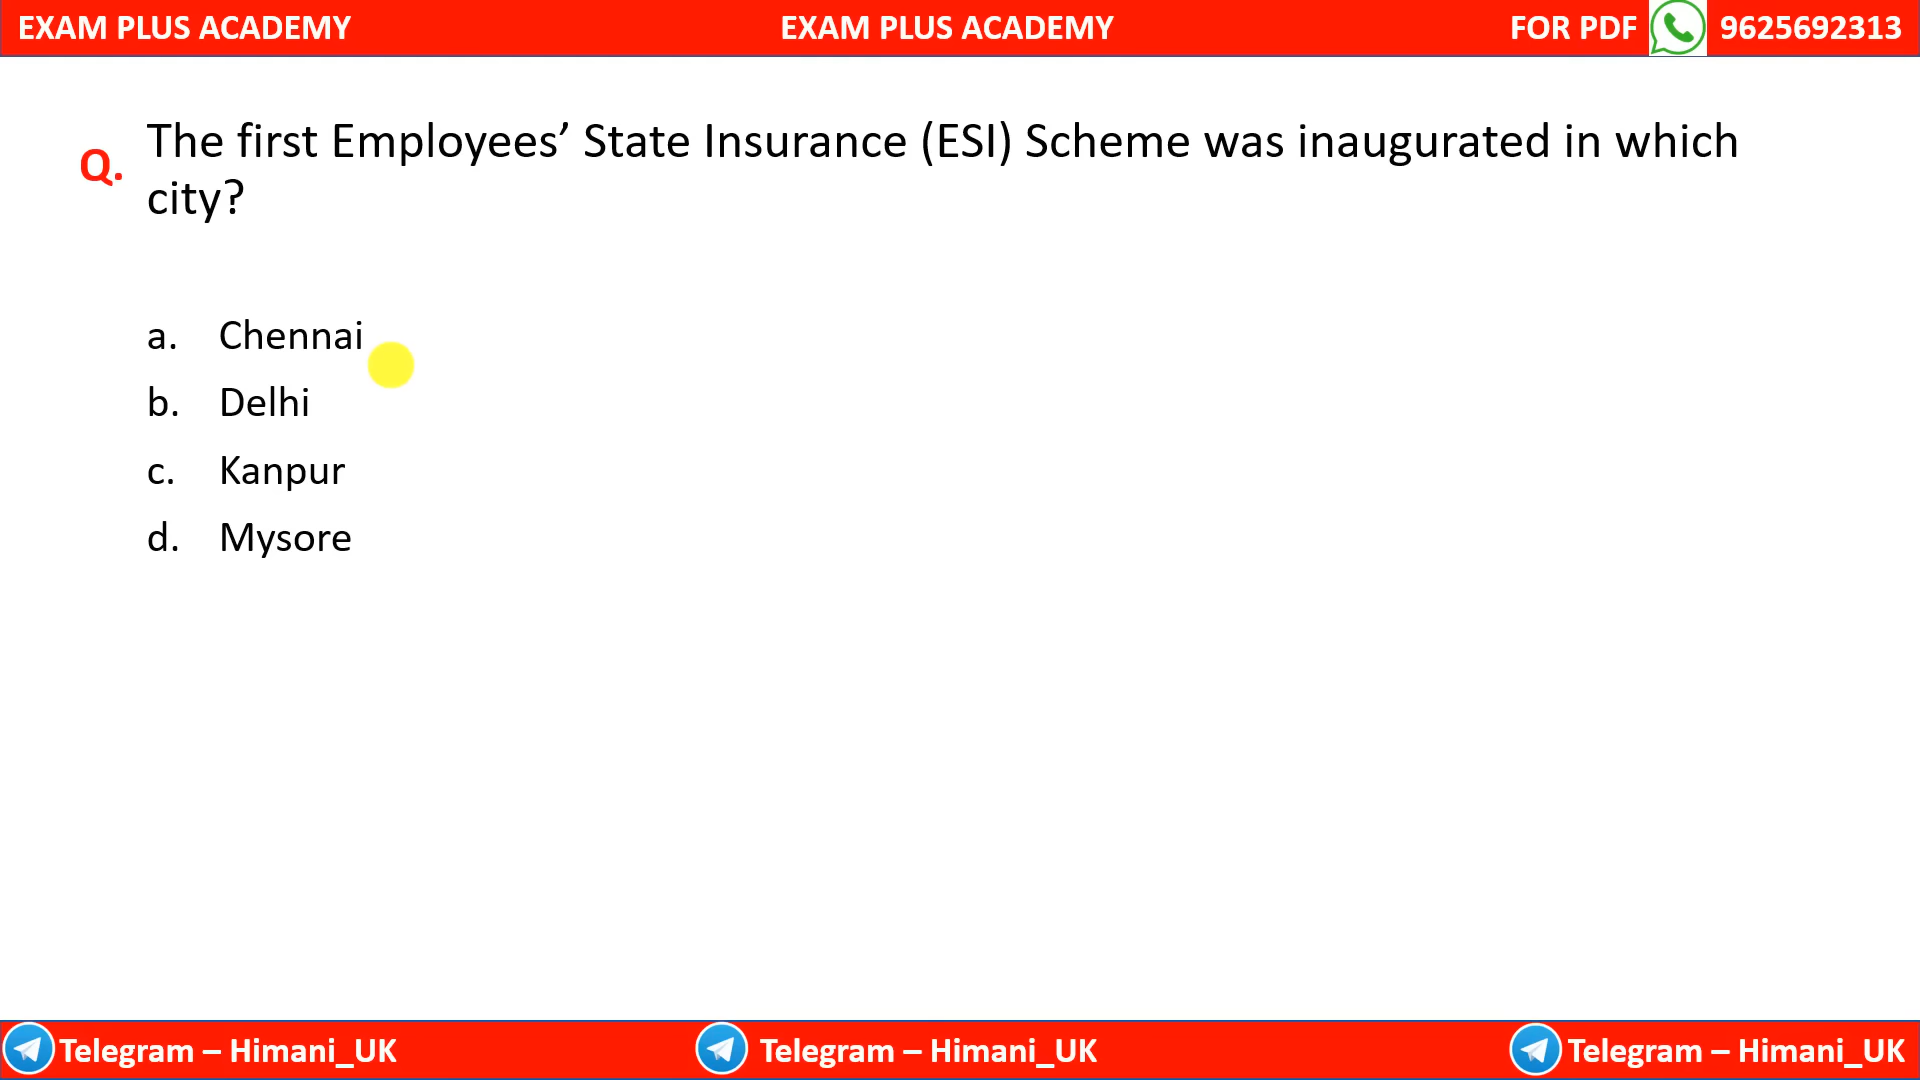 EXAM PLUS ACADEMY EXAM PLUS ACADEMY FOR PDF 9625692313
Q. The first Employees’ State Insurance (ESI) Scheme was inaugurated in which
city?
a. Chennai
b. Delhi
c. Kanpur
d. Mysore
Telegram – Himani_UK Telegram – Himani_UK Telegram – Himani_UK